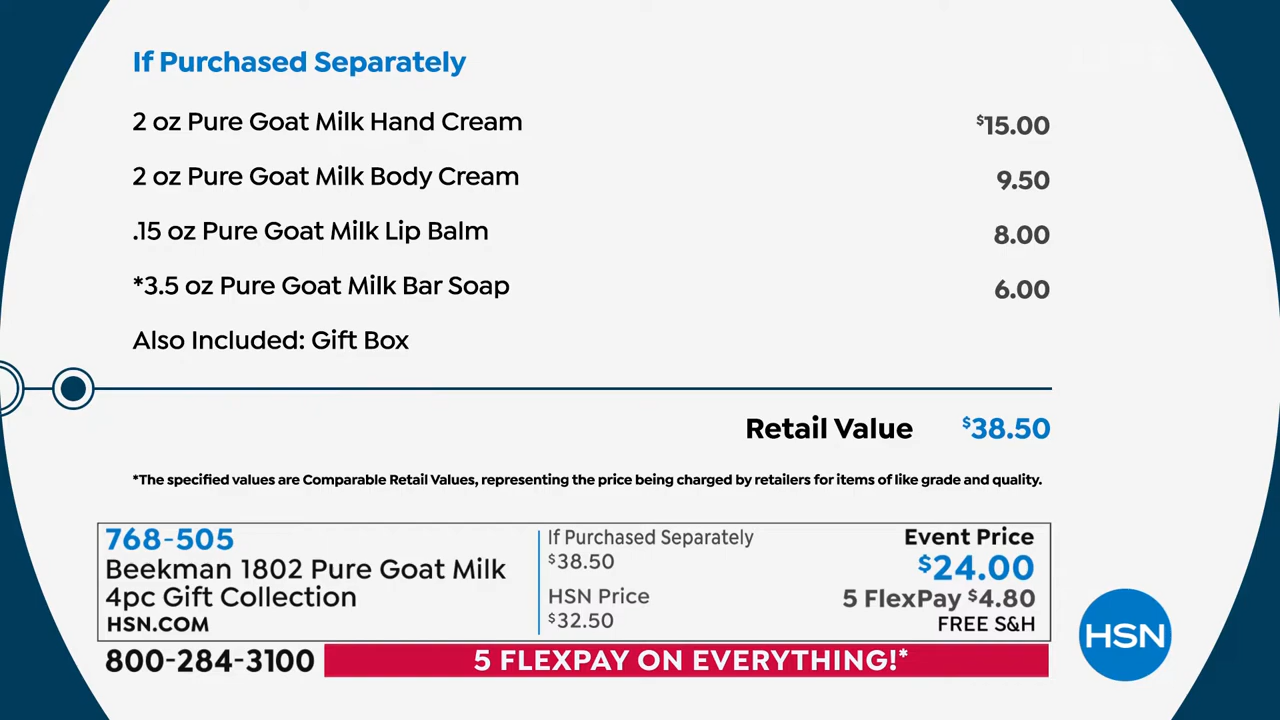 If Purchased Separately
2 oz Pure Goat Milk Hand Cream $15.00
2 oz Pure Goat Milk Body Cream 9.50
.15 oz Pure Goat Milk Lip Balm 8.00
*3.5 oz Pure Goat Milk Bar Soap 6.00
Also Included: Gift Box
Retail Value $38.50
*The specified values are Comparable Retail Values, representing the price being charged by retailers for items of like grade and quality.
768-505
Beekman 1802 Pure Goat Milk
4pc Gift Collection
HSN.COM
If Purchased Separately
$38.50
HSN Price
$32.50
Event Price
$24.00
5 FlexPay $4.80
FREE S&H
HSN
800-284-3100
5 FLEXPAY ON EVERYTHING!*